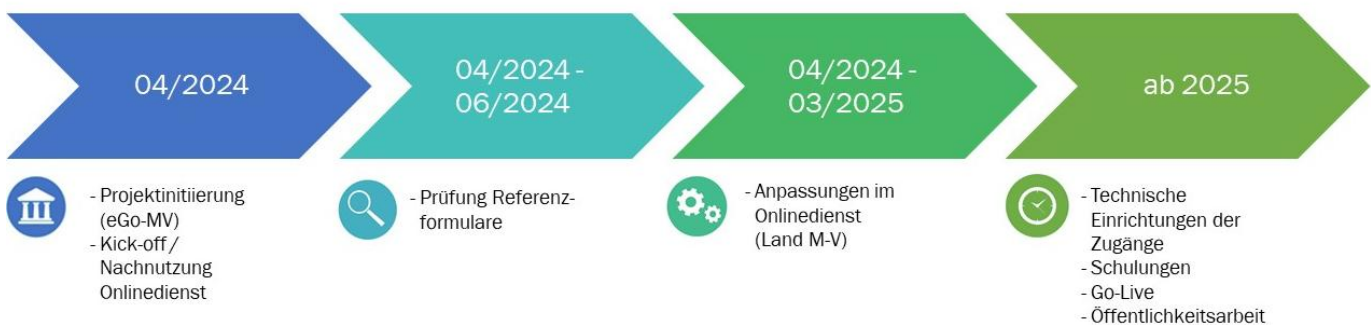 04/2024
04/2024 -
06/2024
04/2024 -
03/2025
ab 2025
- Projektinitiierung
(eGo-MV)
- Kick-off /
Nachnutzung
Onlinedienst
- Prüfung Referenz-
formulare
- Anpassungen im
Onlinedienst
(Land M-V)
- Technische
Einrichtungen der
Zugänge
- Schulungen
- Go-Live
- Öffentlichkeitsarbeit